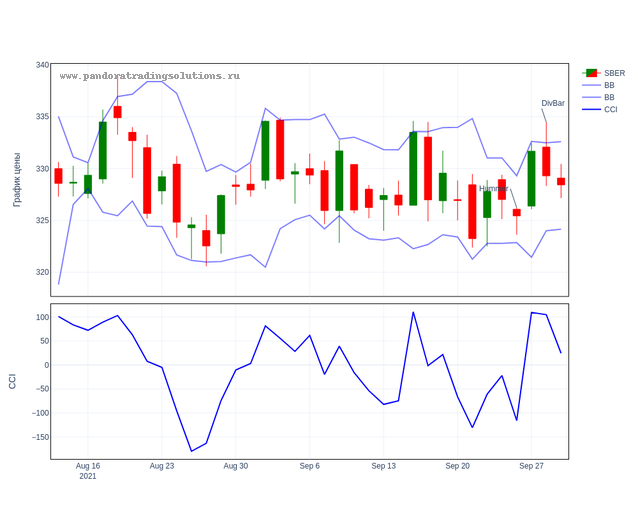 www.pandoratradingsolutions.ru
График цены
340
335
330
325
320
DivBar
Hammer
SBER
BB
BB
CCI
CCI
100
50
0
−50
−100
−150
Aug 16
2021
Aug 23
Aug 30
Sep 6
Sep 13
Sep 20
Sep 27